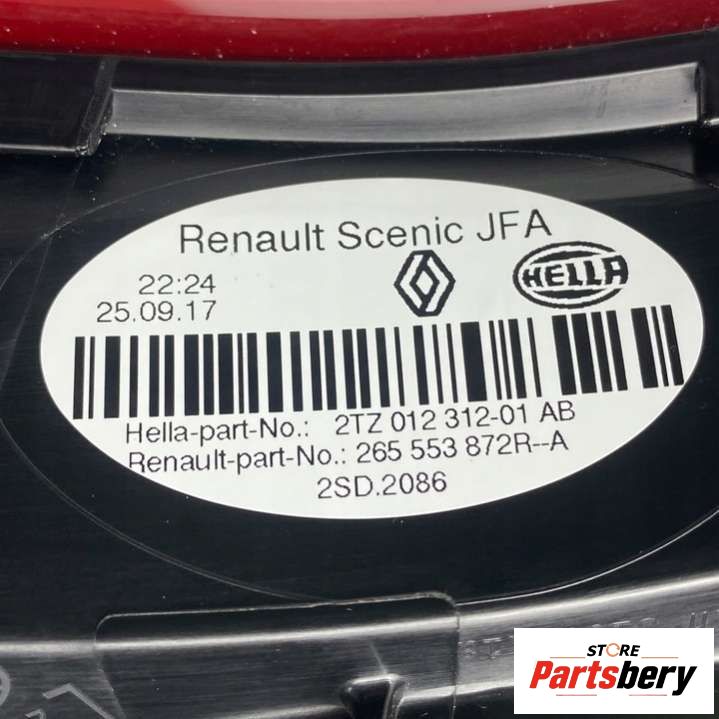 Renault Scenic JFA
22:24
25.09.17
HELLA
Hella-part-No.: 2TZ 012 312-01 AB
Renault-part-No.: 265 553 872R--A
2SD.2086
STORE
Partsbery